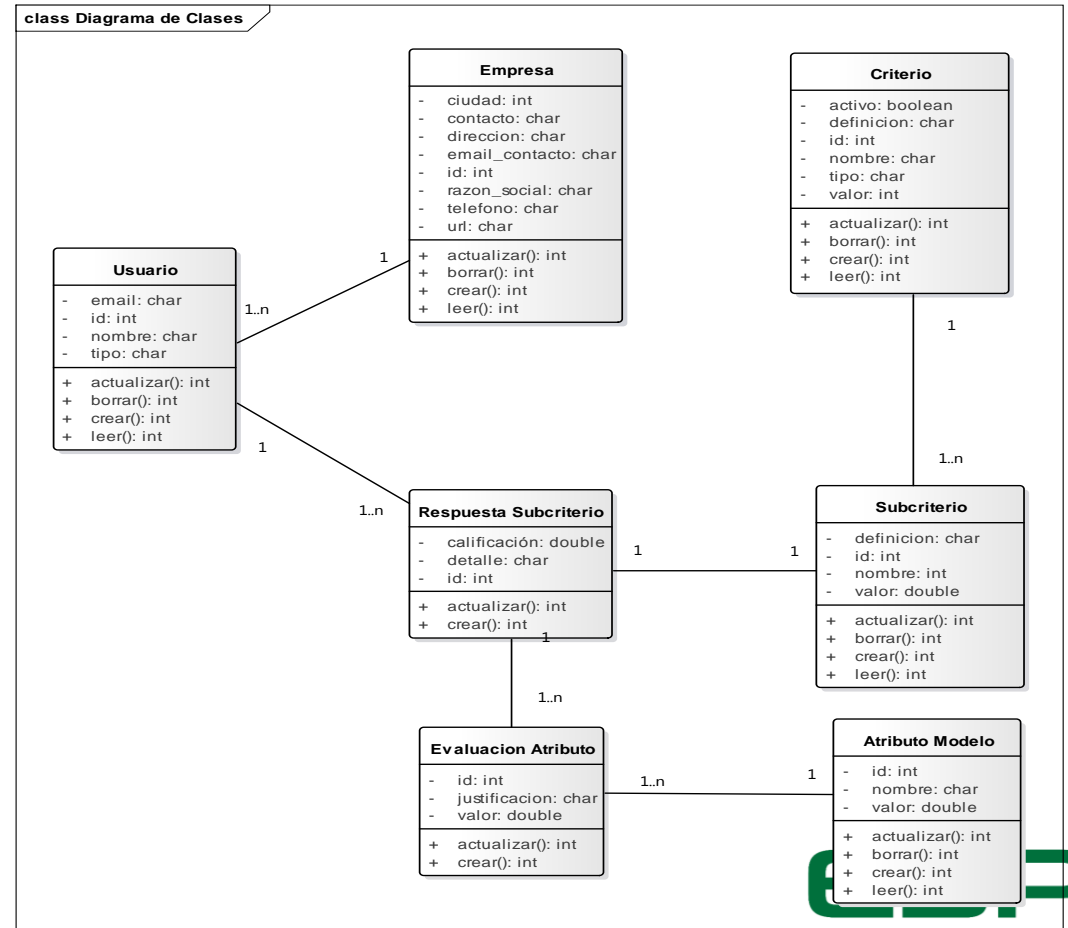 class Diagrama de Clases
Empresa
- ciudad: int
- contacto: char
- direccion: char
- email_contacto: char
- id: int
- razon_social: char
- telefono: char
- url: char
+ actualizar(): int
+ borrar(): int
+ crear(): int
+ leer(): int
Criterio
- activo: boolean
- definicion: char
- id: int
- nombre: char
- tipo: char
- valor: int
+ actualizar(): int
+ borrar(): int
+ crear(): int
+ leer(): int
Usuario
- email: char
- id: int
- nombre: char
- tipo: char
+ actualizar(): int
+ borrar(): int
+ crear(): int
+ leer(): int
1
1..n
1
1..n
1
1..n
Respuesta Subcriterio
- calificación: double
- detalle: char
- id: int
+ actualizar(): int
+ crear(): int
1
1
Subcriterio
- definicion: char
- id: int
- nombre: int
- valor: double
+ actualizar(): int
+ borrar(): int
+ crear(): int
+ leer(): int
1
1..n
Evaluacion Atributo
- id: int
- justificacion: char
- valor: double
+ actualizar(): int
+ crear(): int
1..n
1
Atributo Modelo
- id: int
- nombre: char
- valor: double
+ actualizar(): int
+ borrar(): int
+ crear(): int
+ leer(): int